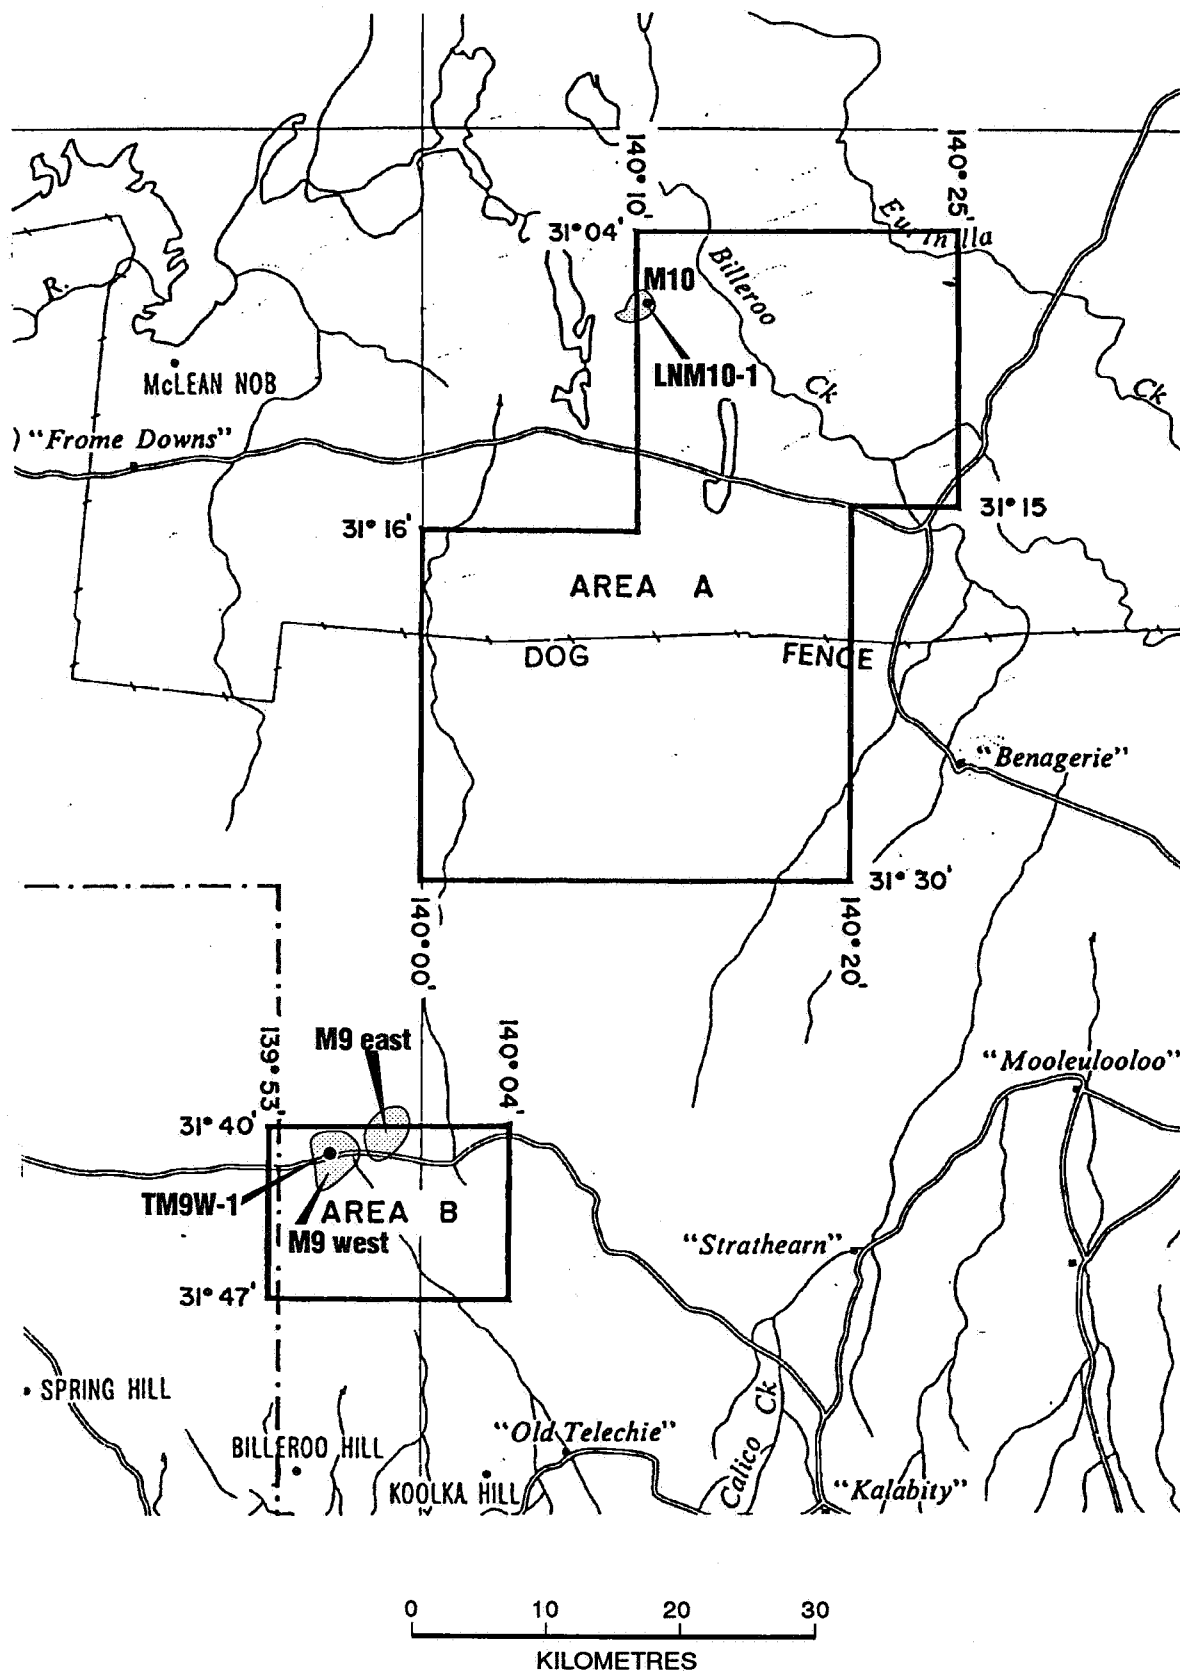 140° 10'
140° 25'
31° 04'
Billeroo
R.
M10
LNM10-1
McLEAN NOB
Ck
Ck
"Frome Downs"
31° 16'
31° 15
AREA A
DOG FENCE
"Benagerie"
31° 30'
140° 00'
140° 20'
139° 53'
M9 east
140° 04'
"Mooleulooloo"
31° 40'
TM9W-1
AREA B
M9 west
"Strathearn"
31° 47'
SPRING HILL
Calico Ck
BILLEROO HILL
"Old Telechie"
KOOLKA HILL
"Kalabity"
0 10 20 30
KILOMETRES